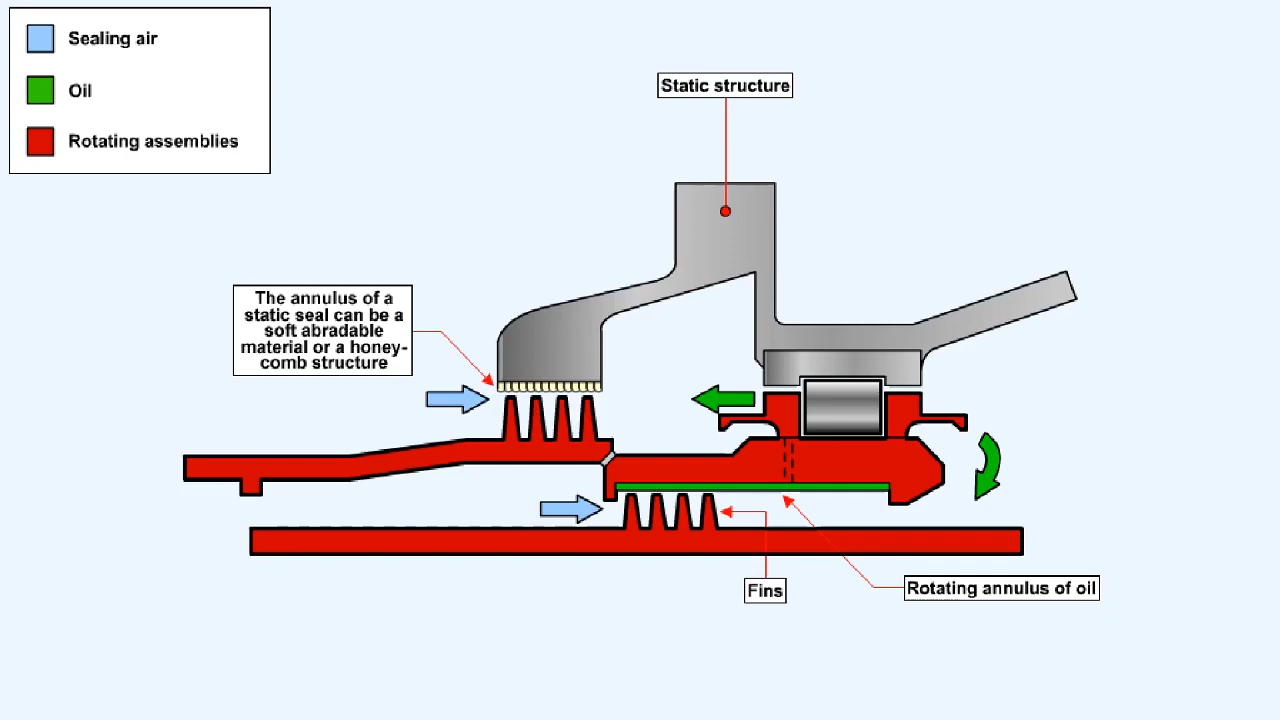 Sealing air
Oil
Rotating assemblies
Static structure
The annulus of a
static seal can be a
soft abradable
material or a honey-
comb structure
Fins
Rotating annulus of oil